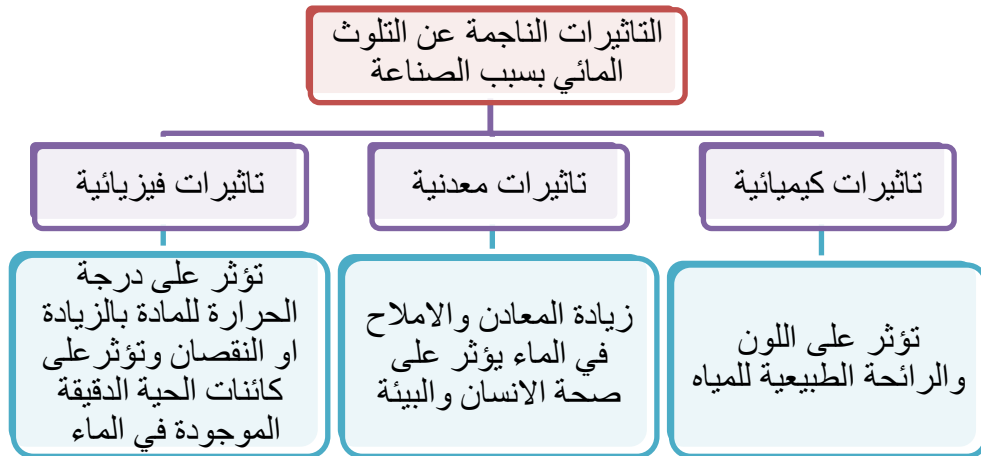 التاثيرات الناجمة عن التلوث
المائي بسبب الصناعة
تاثيرات كيميائية
تاثيرات معدنية
تاثيرات فيزيائية
تؤثر على اللون
والرائحة الطبيعية للمياه
زيادة المعادن والاملاح
في الماء يؤثر على
صحة الانسان والبيئة
تؤثر على درجة
الحرارة للمادة بالزيادة
او النقصان وتؤثرعلى
كائنات الحية الدقيقة
الموجودة في الماء